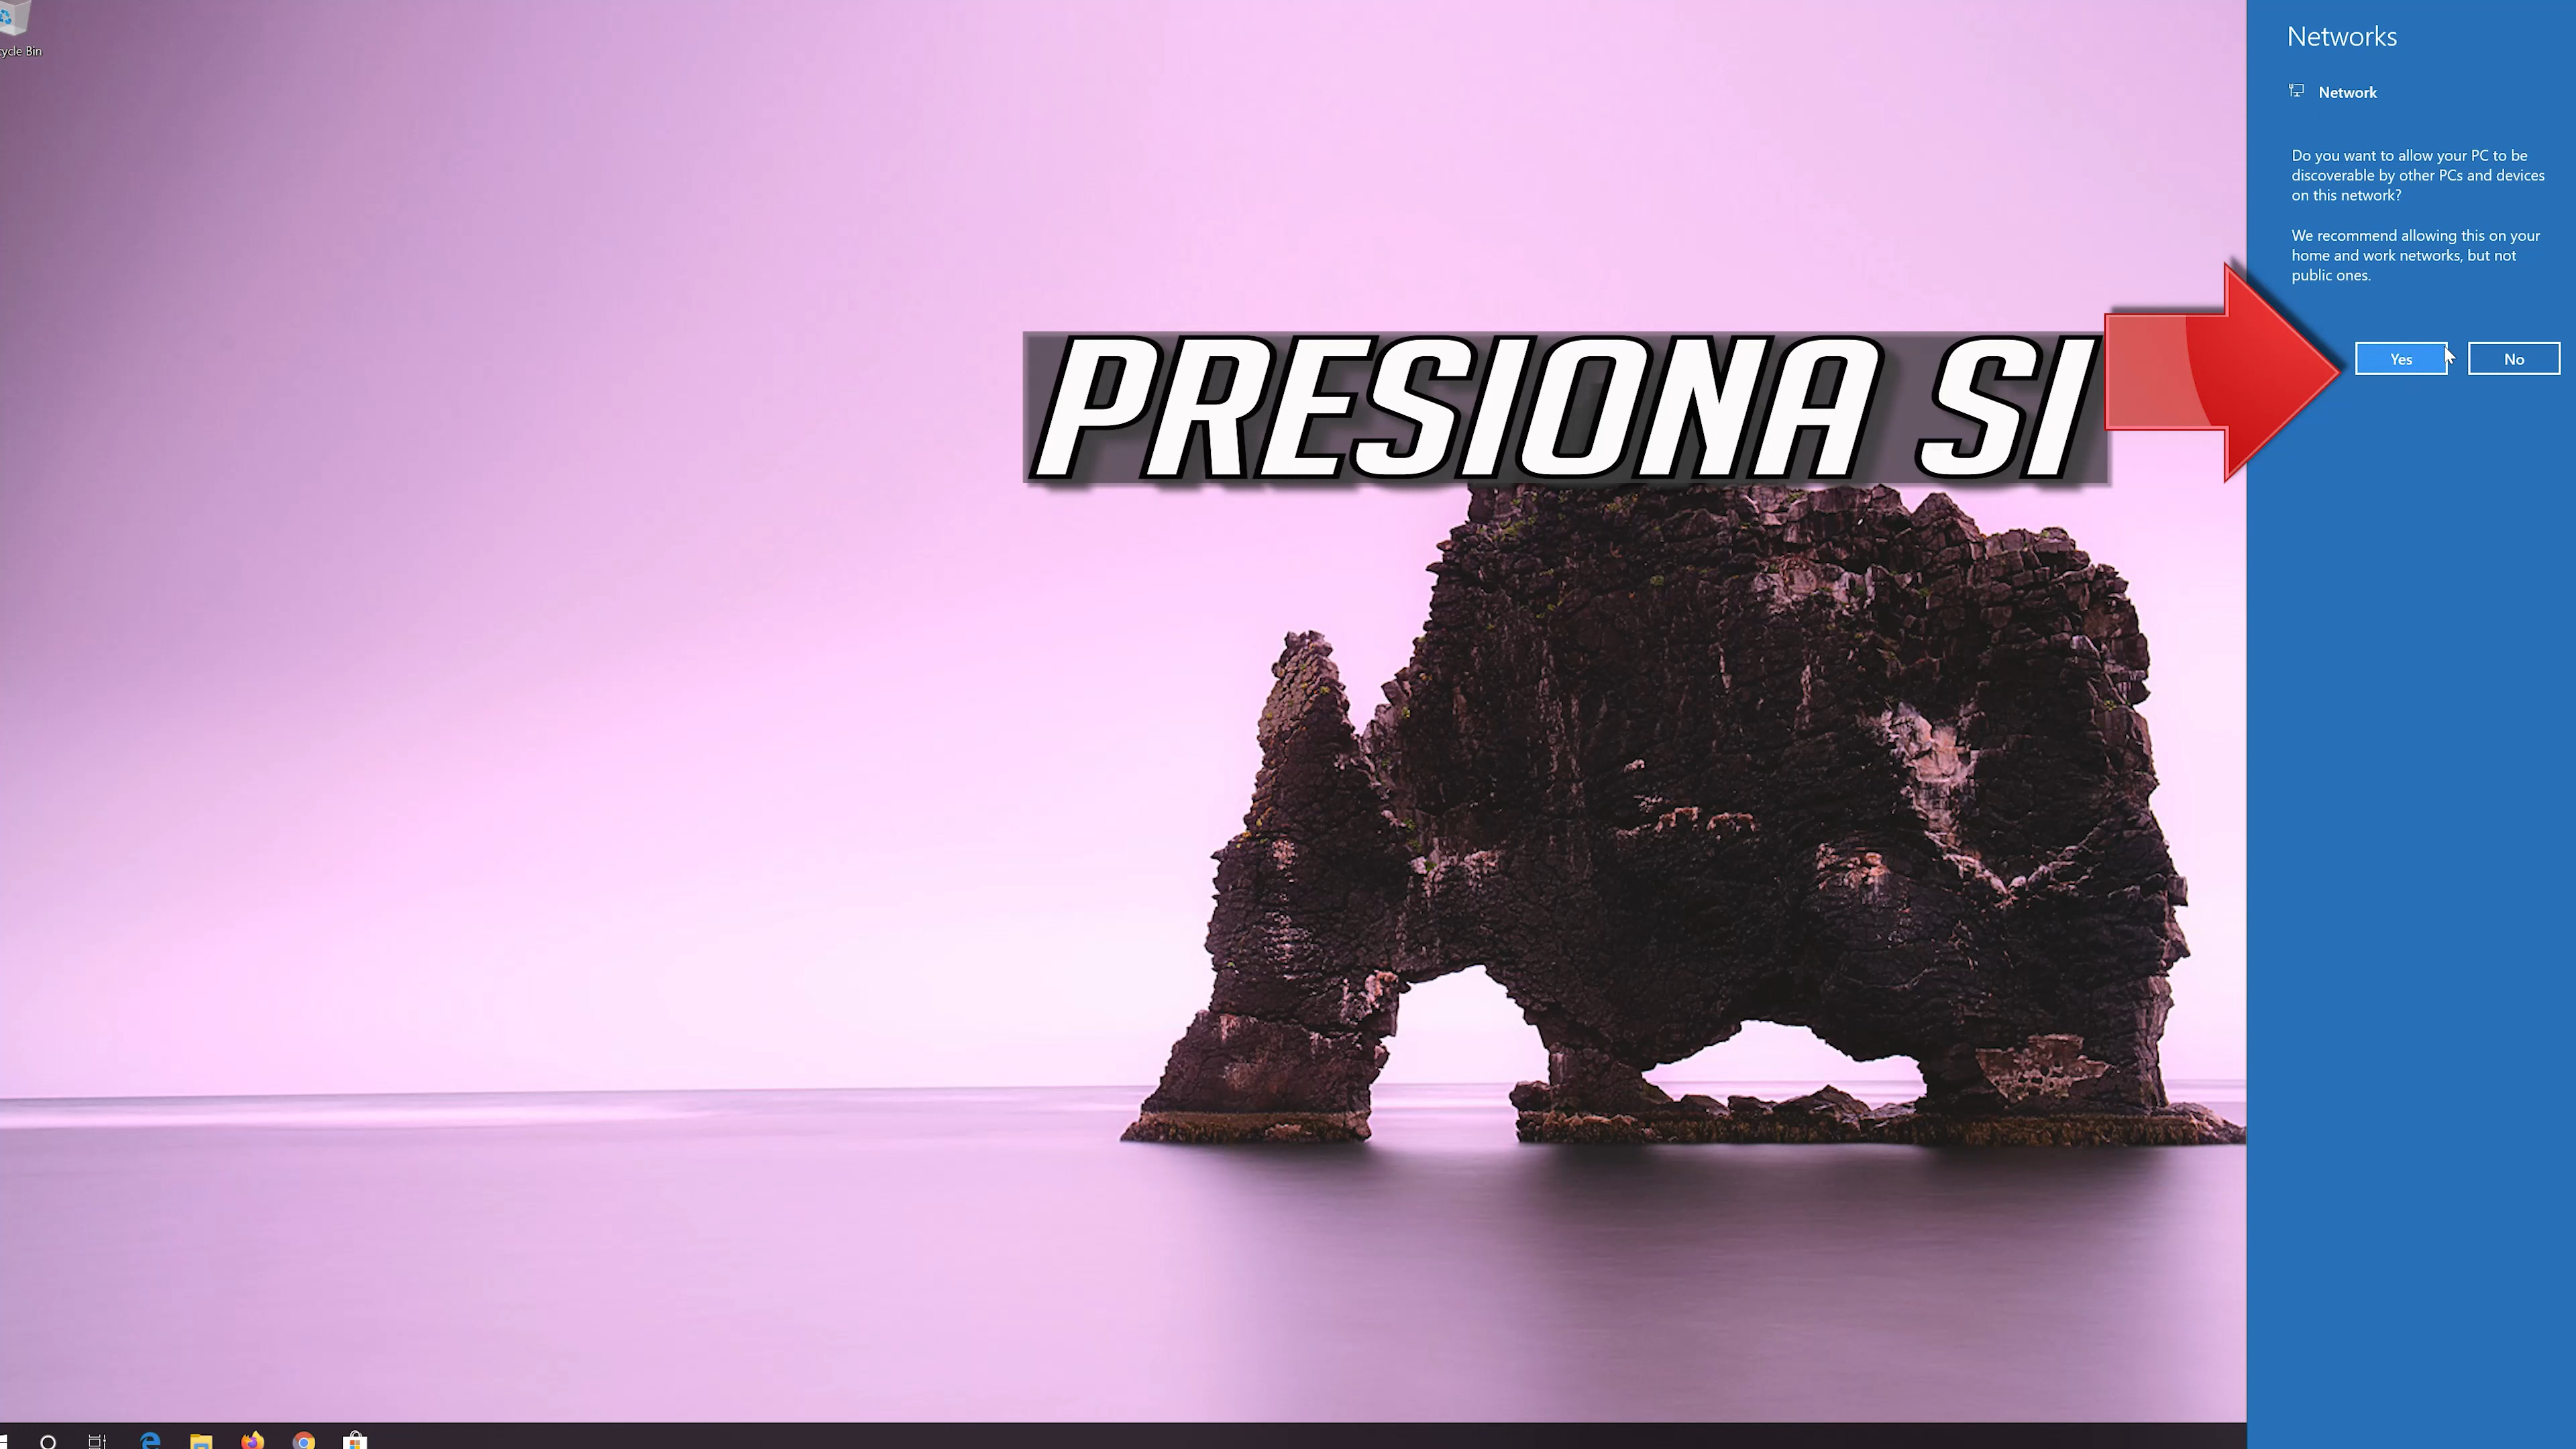 cycle Bin
Networks
Network
Do you want to allow your PC to be
discoverable by other PCs and devices
on this network?
We recommend allowing this on your
home and work networks, but not
public ones.
PRESIONA SI
Yes
No